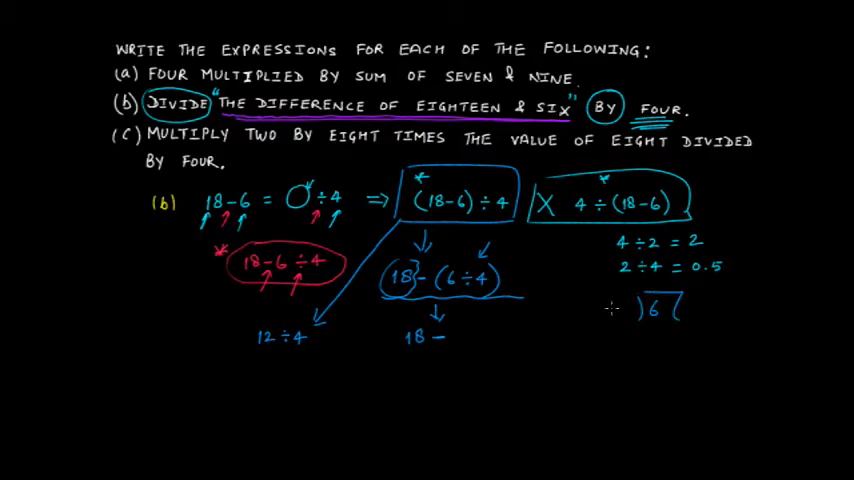 WRITE THE EXPRESSIONS FOR EACH OF THE FOLLOWING:
(a) FOUR MULTIPLIED BY SUM OF SEVEN & NINE.
(b) DIVIDE "THE DIFFERENCE OF EIGHTEEN & SIX" BY FOUR.
(c) MULTIPLY TWO BY EIGHT TIMES THE VALUE OF EIGHT DIVIDED
BY FOUR.
(b) 18-6 = ÷4 ⇒ (18-6) ÷ 4 X 4 ÷ (18-6)
4 ÷ 2 = 2
* 18-6 ÷ 4 18 - (6 ÷ 4) 2 ÷ 4 = 0.5
) 6 (
12 ÷ 4 18 -